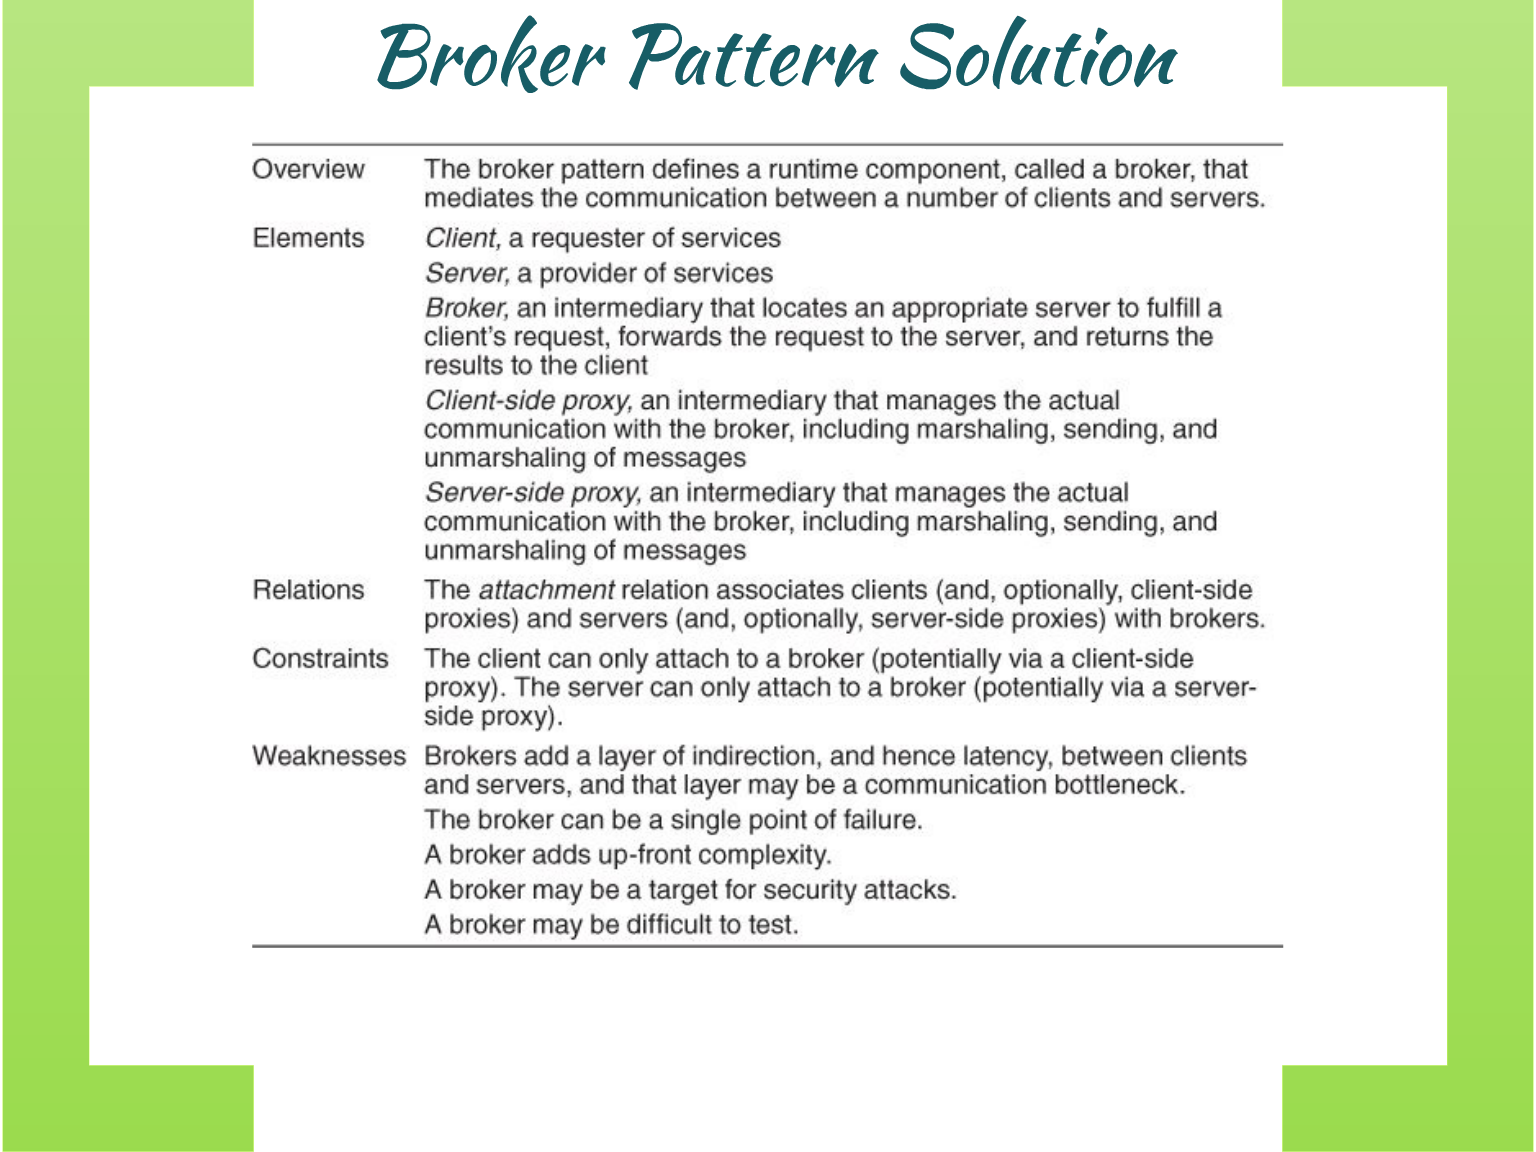 Broker Pattern Solution
Overview The broker pattern defines a runtime component, called a broker, that
mediates the communication between a number of clients and servers.
Elements Client, a requester of services
Server, a provider of services
Broker, an intermediary that locates an appropriate server to fulfill a
client's request, forwards the request to the server, and returns the
results to the client
Client-side proxy, an intermediary that manages the actual
communication with the broker, including marshaling, sending, and
unmarshaling of messages
Server-side proxy, an intermediary that manages the actual
communication with the broker, including marshaling, sending, and
unmarshaling of messages
Relations The attachment relation associates clients (and, optionally, client-side
proxies) and servers (and, optionally, server-side proxies) with brokers.
Constraints The client can only attach to a broker (potentially via a client-side
proxy). The server can only attach to a broker (potentially via a server-
side proxy).
Weaknesses Brokers add a layer of indirection, and hence latency, between clients
and servers, and that layer may be a communication bottleneck.
The broker can be a single point of failure.
A broker adds up-front complexity.
A broker may be a target for security attacks.
A broker may be difficult to test.